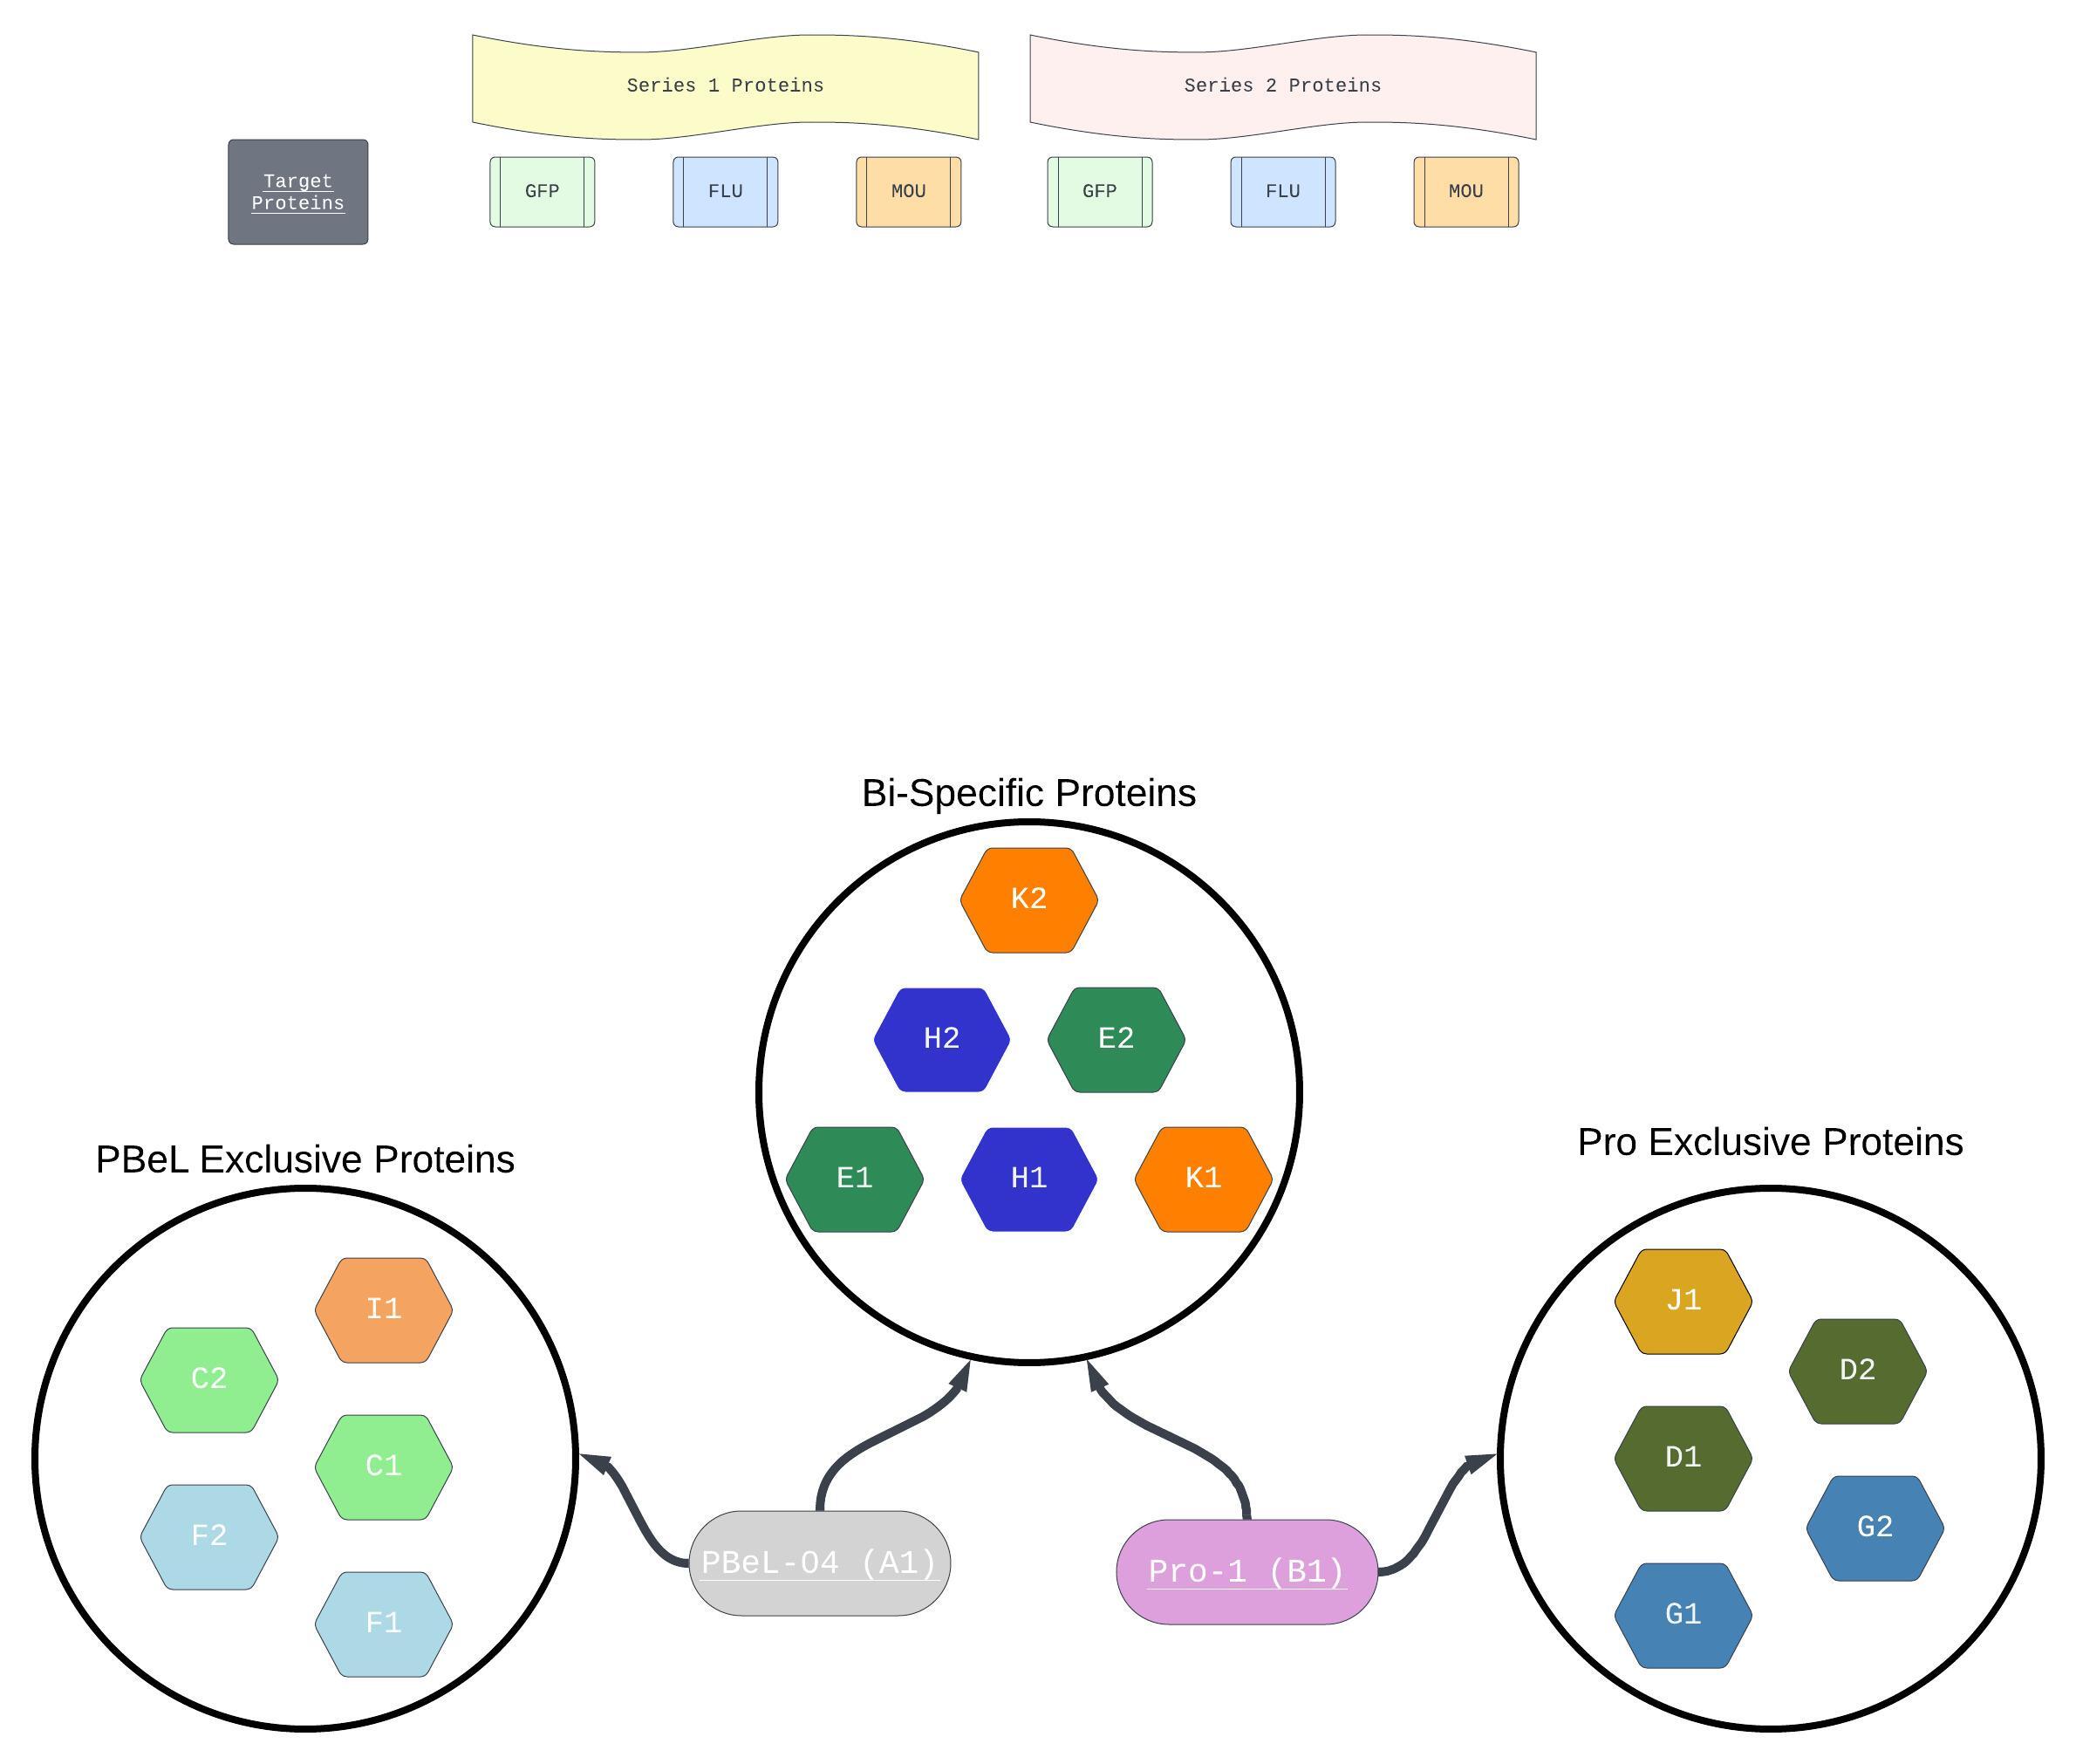 Series 1 Proteins
Series 2 Proteins
Target
Proteins
GFP
FLU
MOU
GFP
FLU
MOU
Bi-Specific Proteins
K2
H2
E2
E1
H1
K1
PBeL Exclusive Proteins
I1
C2
C1
F2
F1
Pro Exclusive Proteins
J1
D2
D1
G2
G1
PBeL-04 (A1)
Pro-1 (B1)